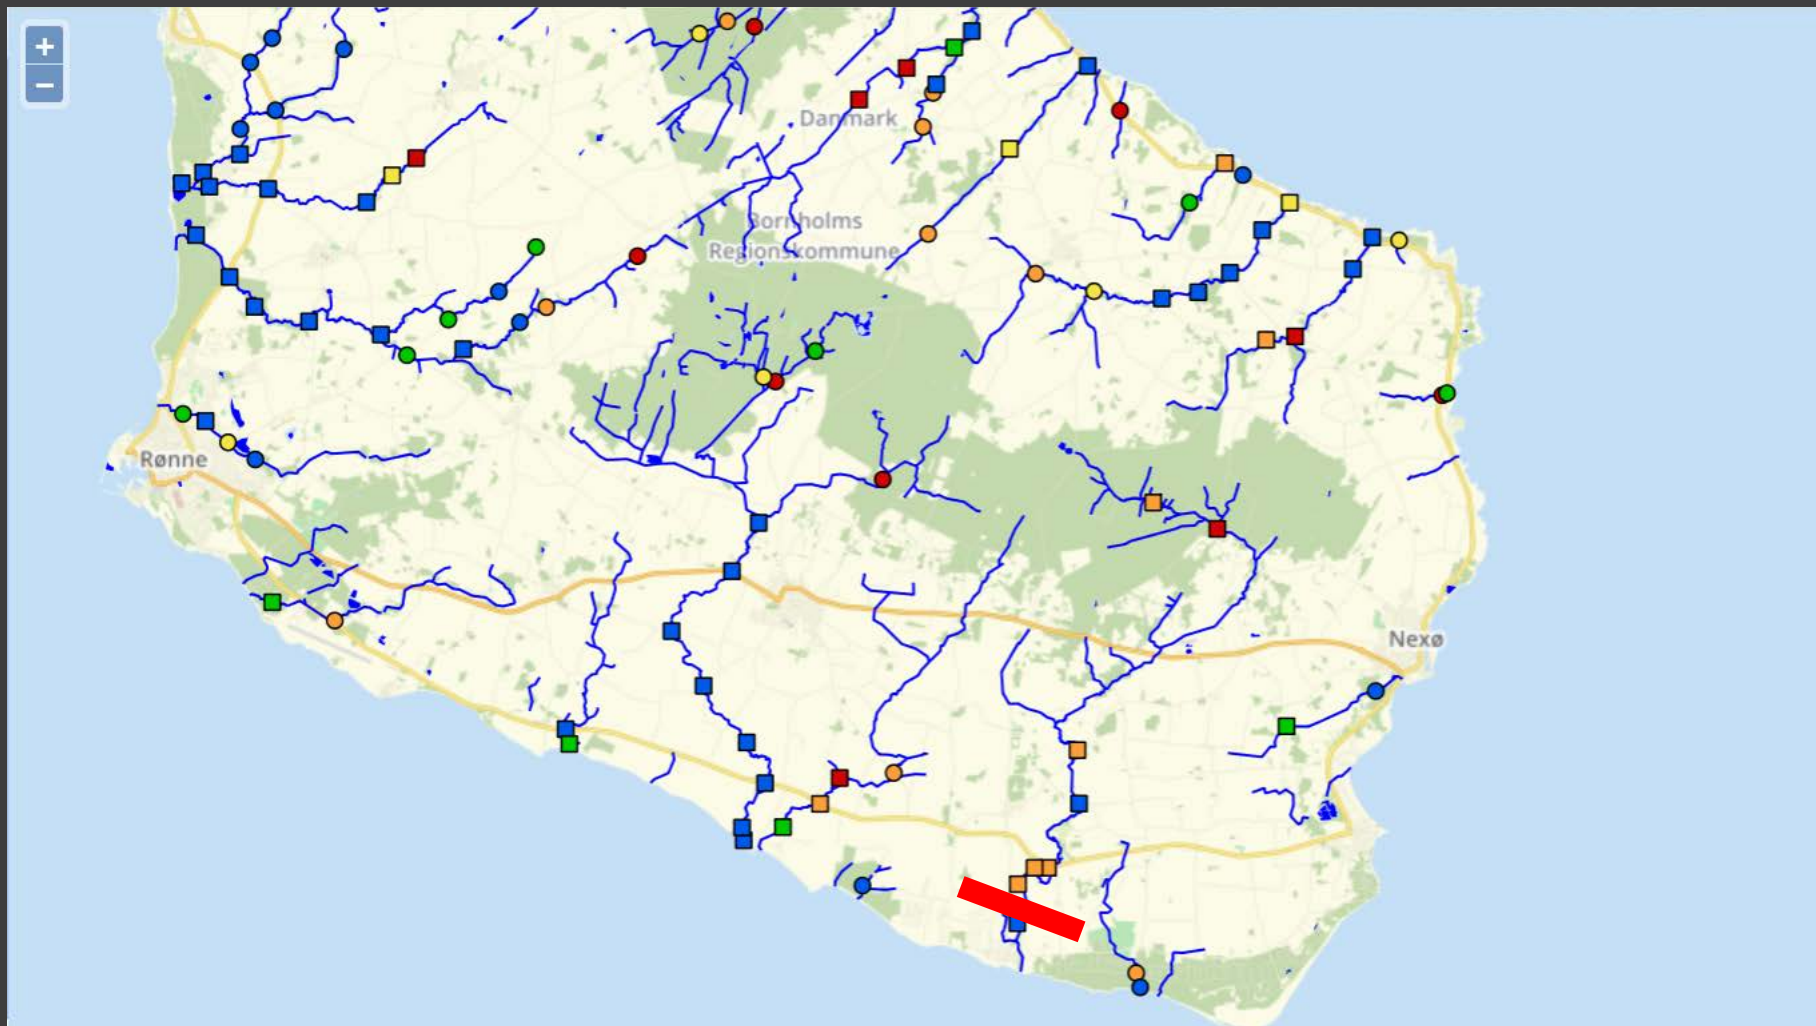 +
−
Danmark
Bornholms
Regionskommune
Rønne
Nexø